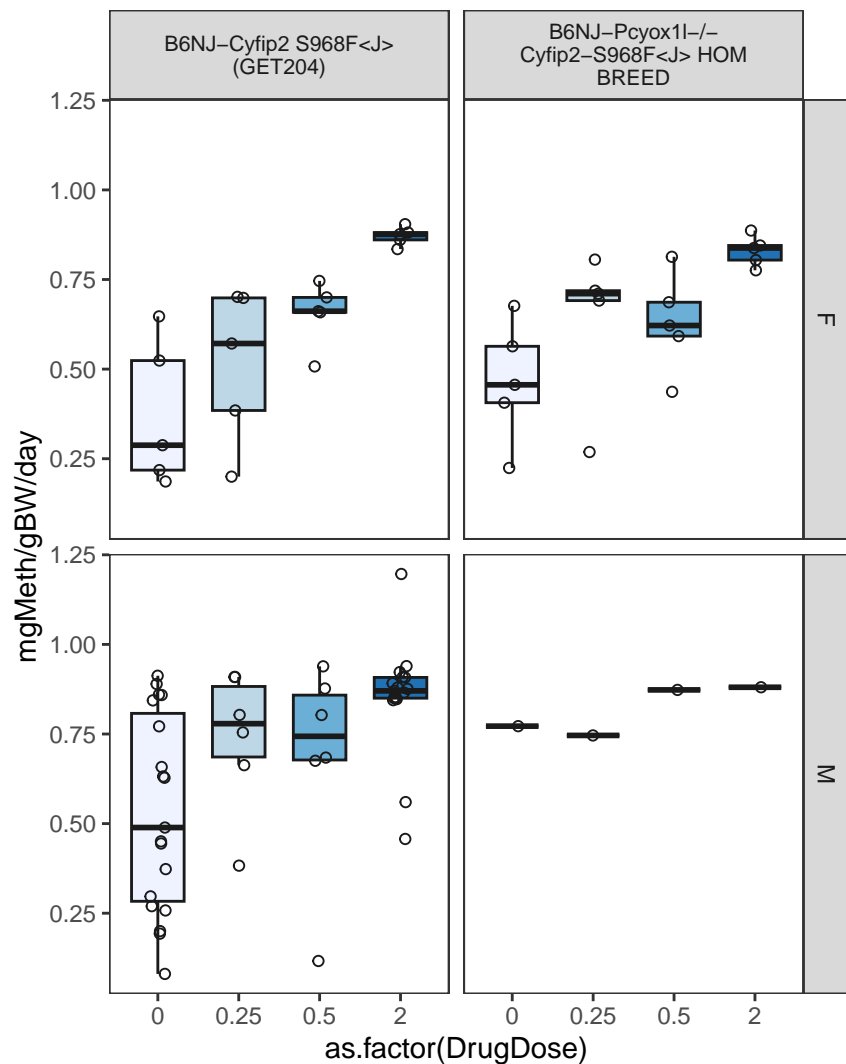 B6NJ−Cyfip2 S968F<J>
(GET204)
B6NJ−Pcyox1l−/−
Cyfip2−S968F<J> HOM
BREED
1.25
1.00
0.75
0.50
0.25
F
1.25
1.00
0.75
0.50
0.25
M
mgMeth/gBW/day
0
0.25
0.5
2
0
0.25
0.5
2
as.factor(DrugDose)